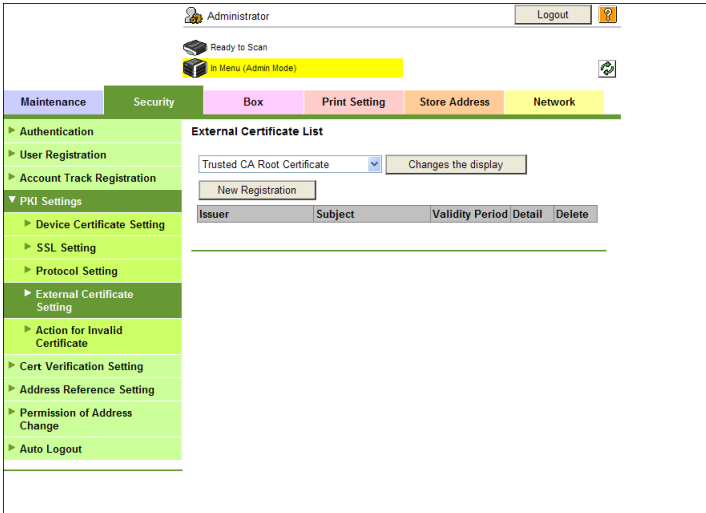 Administrator
Logout
?
Ready to Scan
In Menu (Admin Mode)
Maintenance
Security
Box
Print Setting
Store Address
Network
Authentication
User Registration
Account Track Registration
PKI Settings
Device Certificate Setting
SSL Setting
Protocol Setting
External Certificate
Setting
Action for Invalid
Certificate
Cert Verification Setting
Address Reference Setting
Permission of Address
Change
Auto Logout
External Certificate List
Trusted CA Root Certificate
Changes the display
New Registration
Issuer Subject Validity Period Detail Delete